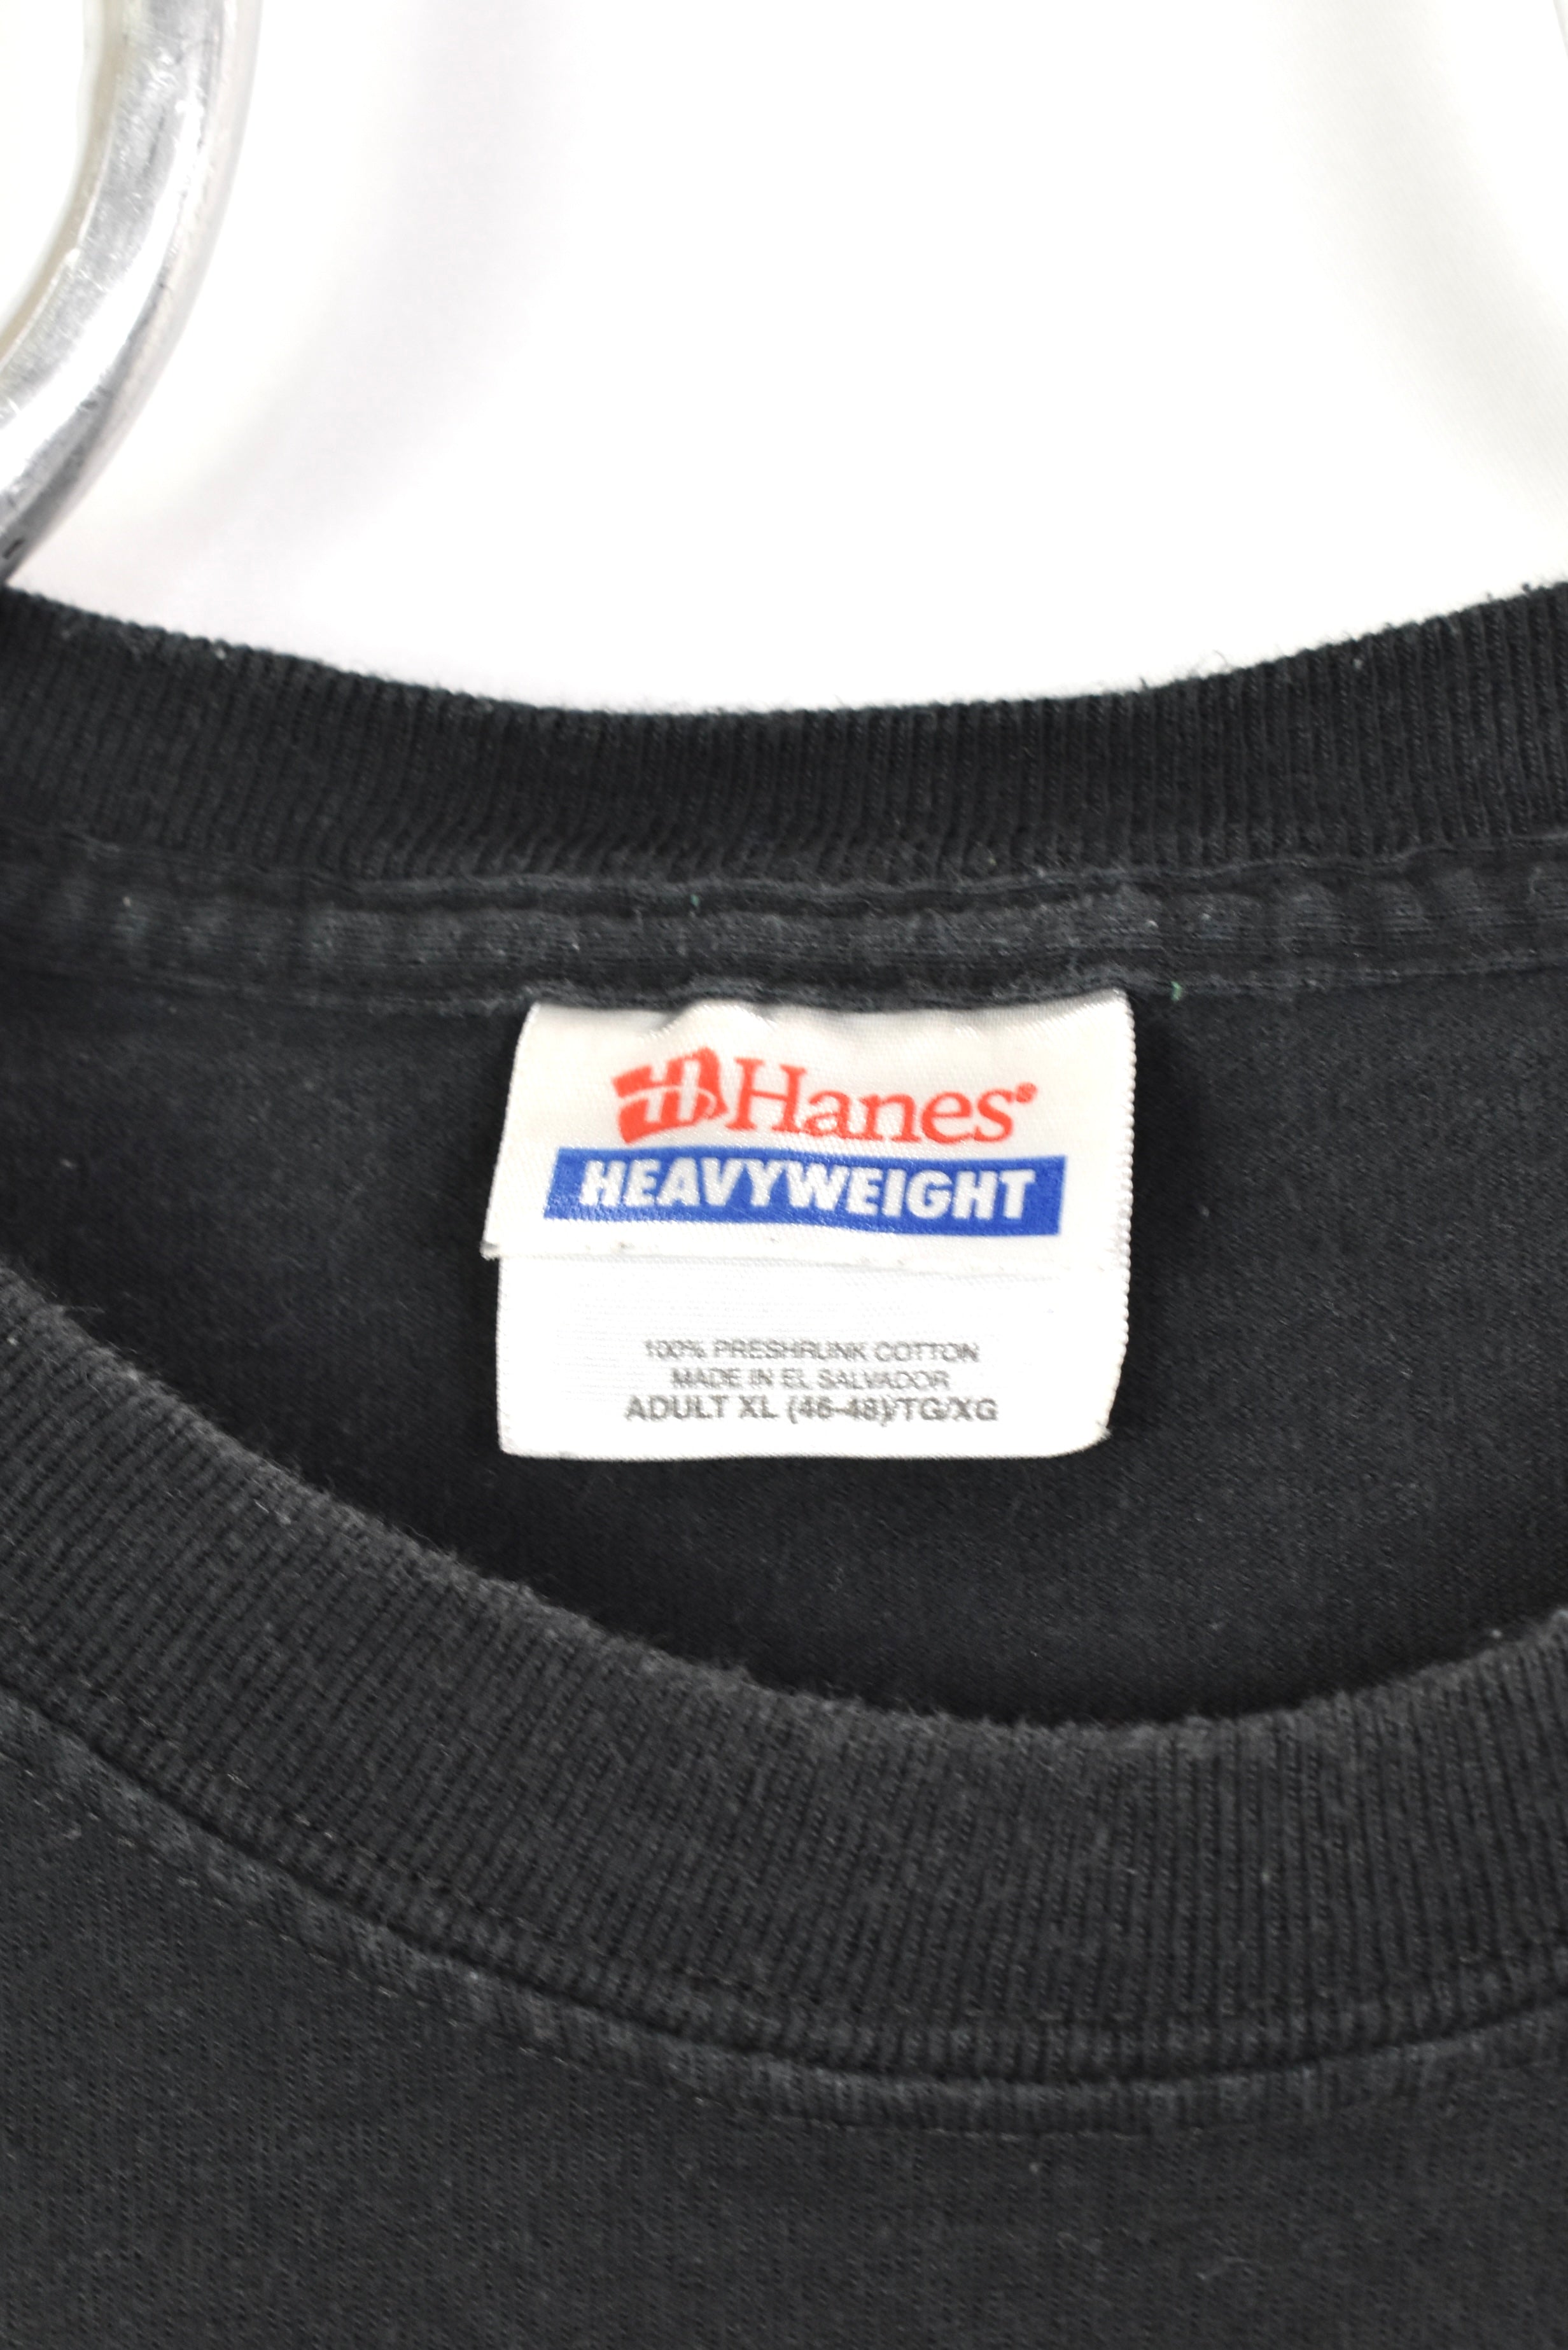 Hanes®
HEAVYWEIGHT
100% PRESHRUNK COTTON
MADE IN EL SALVADOR
ADULT XL (46-48)/TG/XG